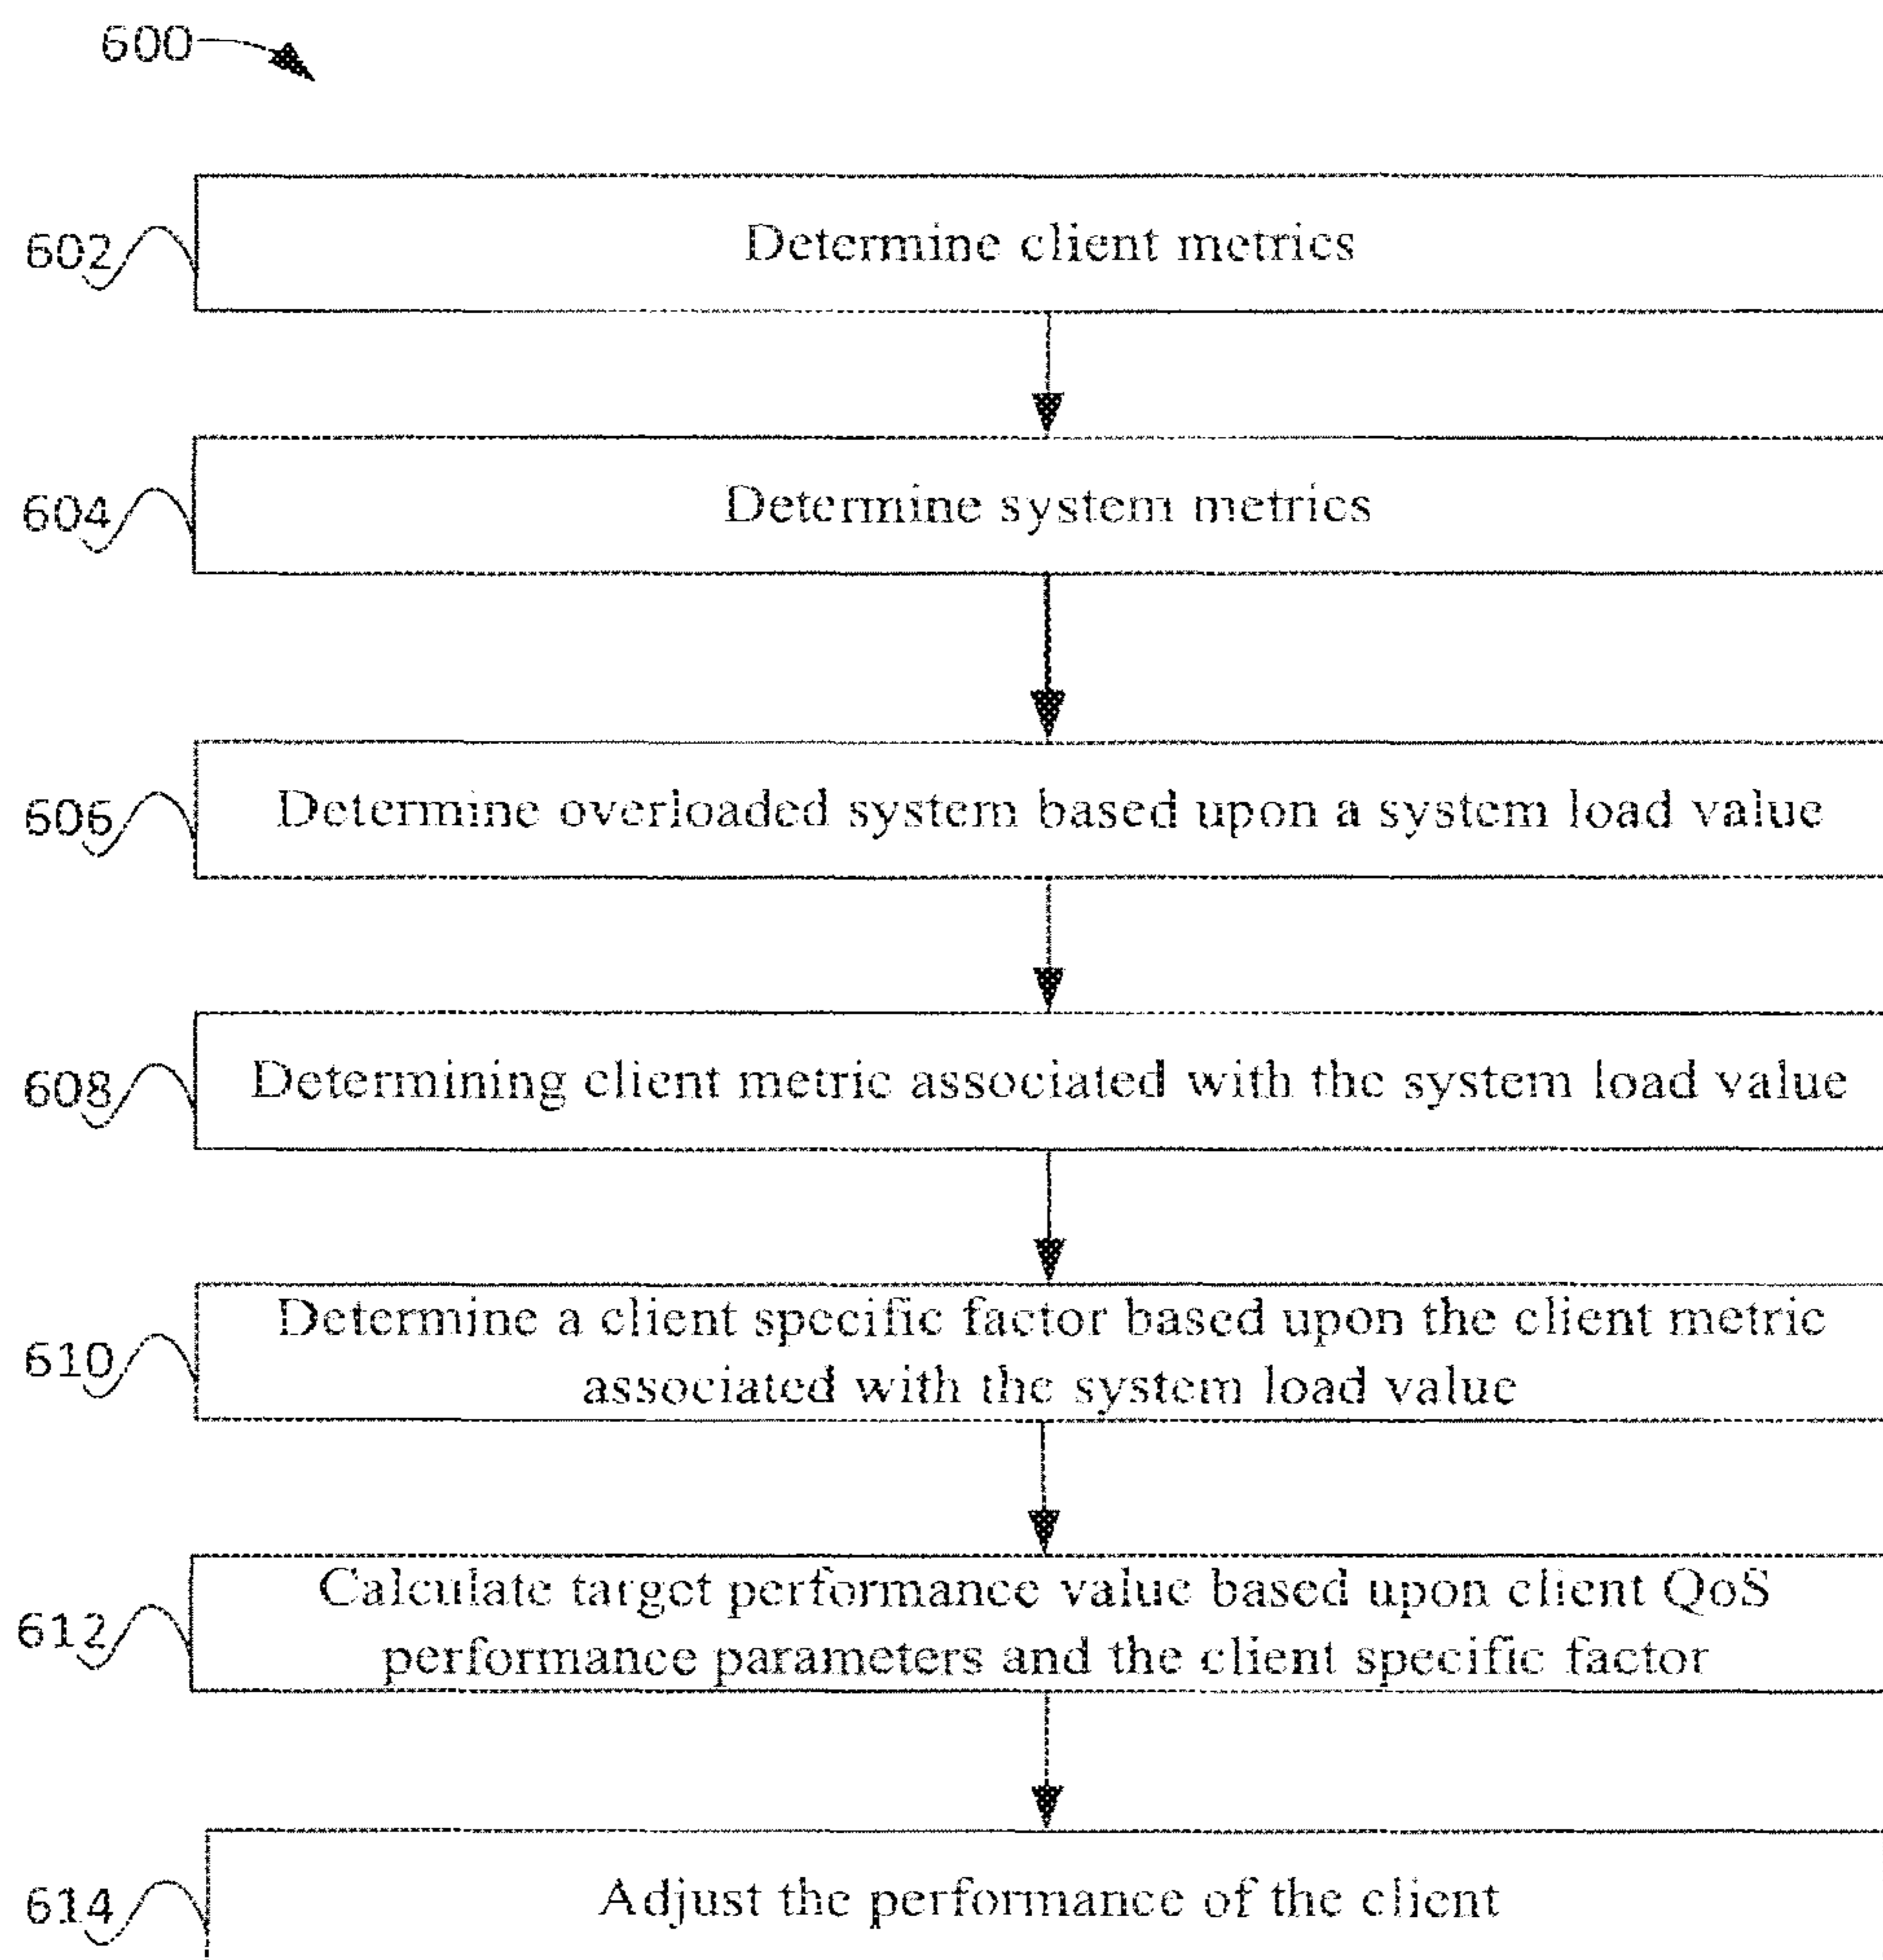 600
602
Determine client metrics
604
Determine system metrics
606
Determine overloaded system based upon a system load value
608
Determining client metric associated with the system load value
610
Determine a client specific factor based upon the client metric
associated with the system load value
612
Calculate target performance value based upon client QoS
performance parameters and the client specific factor
614
Adjust the performance of the client